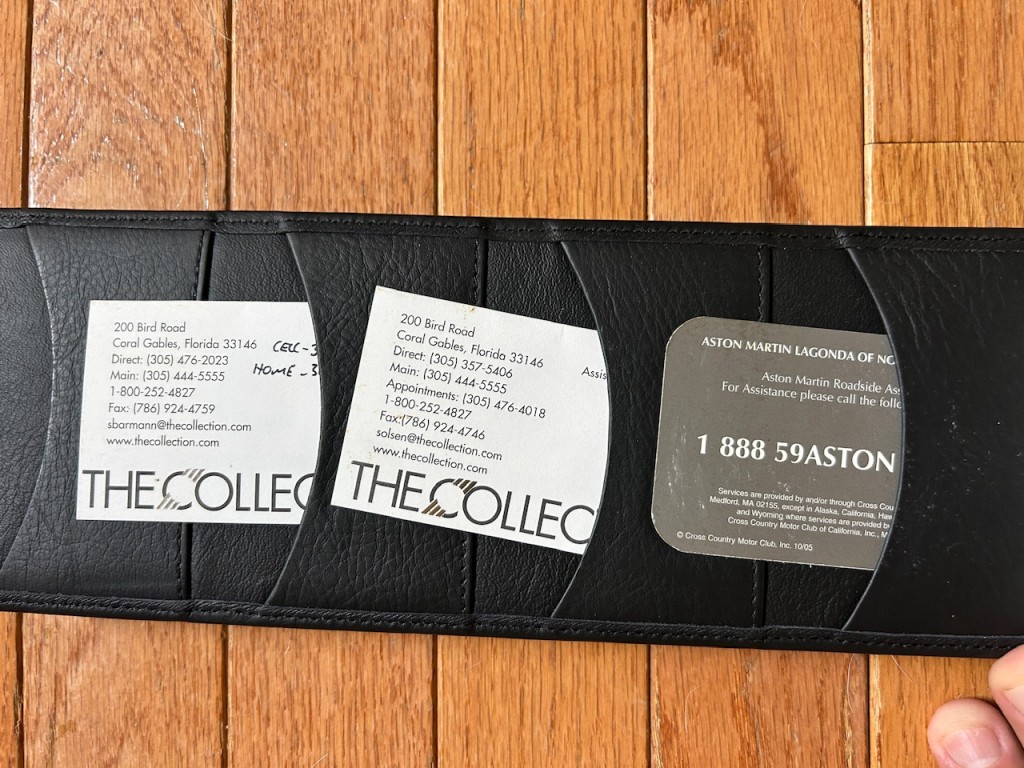 200 Bird Road
Coral Gables, Florida 33146
Direct: (305) 476-2023
Main: (305) 444-5555
1-800-252-4827
Fax: (786) 924-4759
sbarmann@thecollection.com
www.thecollection.com
CELL - 3
HOME - 3
THE COLLEC
200 Bird Road
Coral Gables, Florida 33146
Direct: (305) 357-5406
Main: (305) 444-5555
Appointments: (305) 476-4018
1-800-252-4827
Fax:(786) 924-4746
solsen@thecollection.com
www.thecollection.com
Assis
THE COLLEC
ASTON MARTIN LAGONDA OF NO
Aston Martin Roadside Ass
For Assistance please call the follo
1 888 59ASTON
Services are provided by and/or through Cross Cou
Medford, MA 02155, except in Alaska, California, Haw
and Wyoming where services are provided by
Cross Country Motor Club of California, Inc., M
© Cross Country Motor Club, Inc. 10/05